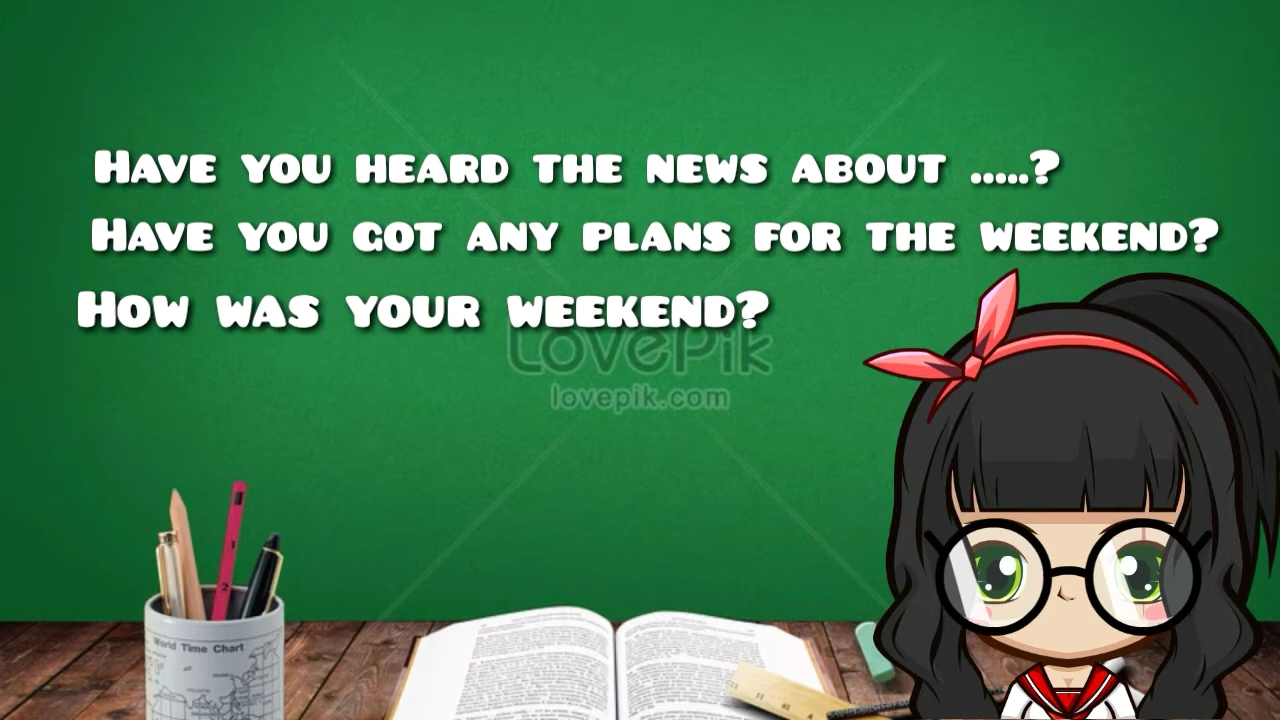 Have you heard the news about .....?
Have you got any plans for the weekend?
How was your weekend?
LovePik
lovepik.com
World Time Chart